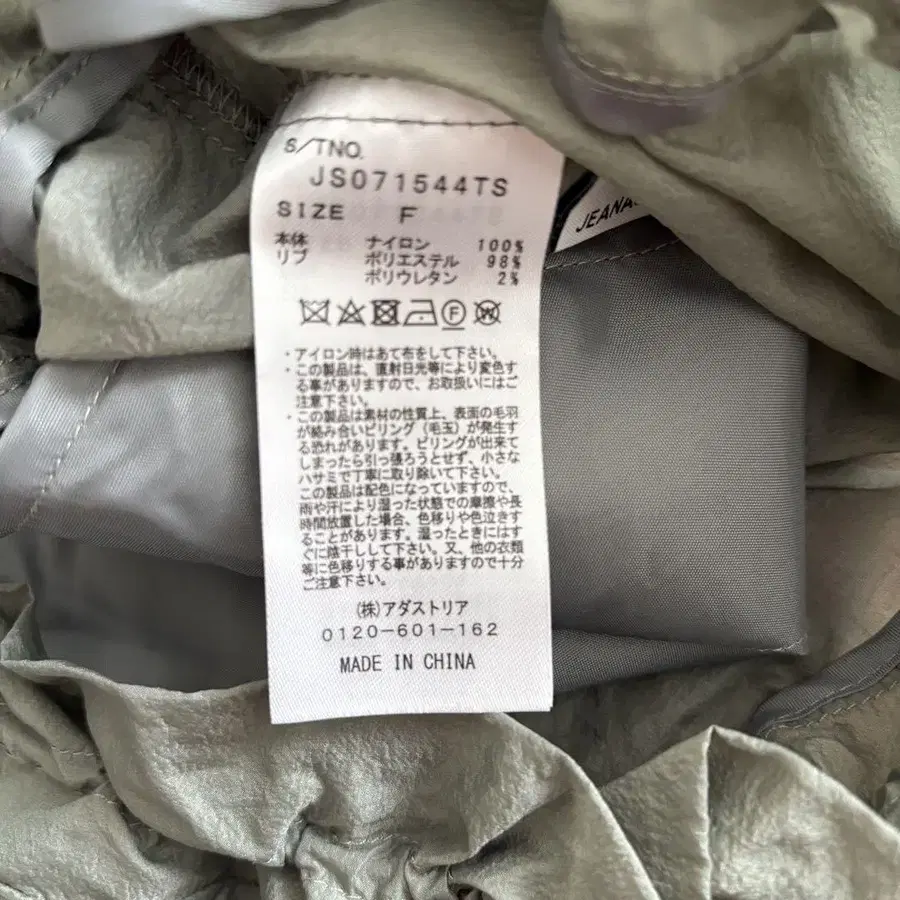 S/TNO.
JS071544TS
SIZE F
本体 ナイロン 100%
リブ ポリエステル 98%
ポリウレタン 2%
F W
・アイロン時はあて布をして下さい。
・この製品は、直射日光等により変色す
る事がありますので、お取扱いにはご
注意下さい。
・この製品は素材の性質上、表面の毛羽
が絡み合いピリング(毛玉)が発生す
る恐れがあります。ピリングが出来て
しまったら引っ張ろうとせず、小さな
ハサミで丁寧に取り除いて下さい。
この製品は配色になっていますので、
雨や汗により湿った状態での摩擦や長
時間放置した場合、色移りや色泣きす
ることがあります。湿ったときにはす
ぐに陰干しして下さい。又、他の衣類
等に色移りする事がありますので十分
ご注意下さい。
(株)アダストリア
0120-601-162
MADE IN CHINA